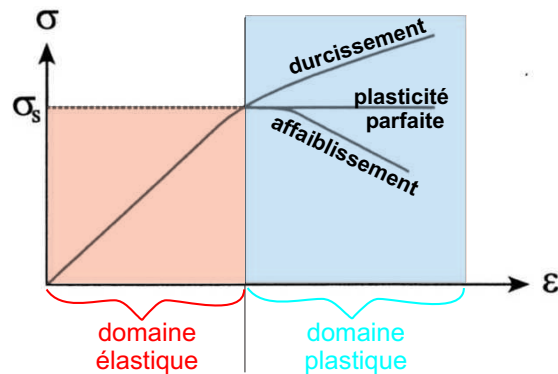 σ
durcissement
σs
plasticité
parfaite
affaiblissement
ε
domaine
élastique
domaine
plastique